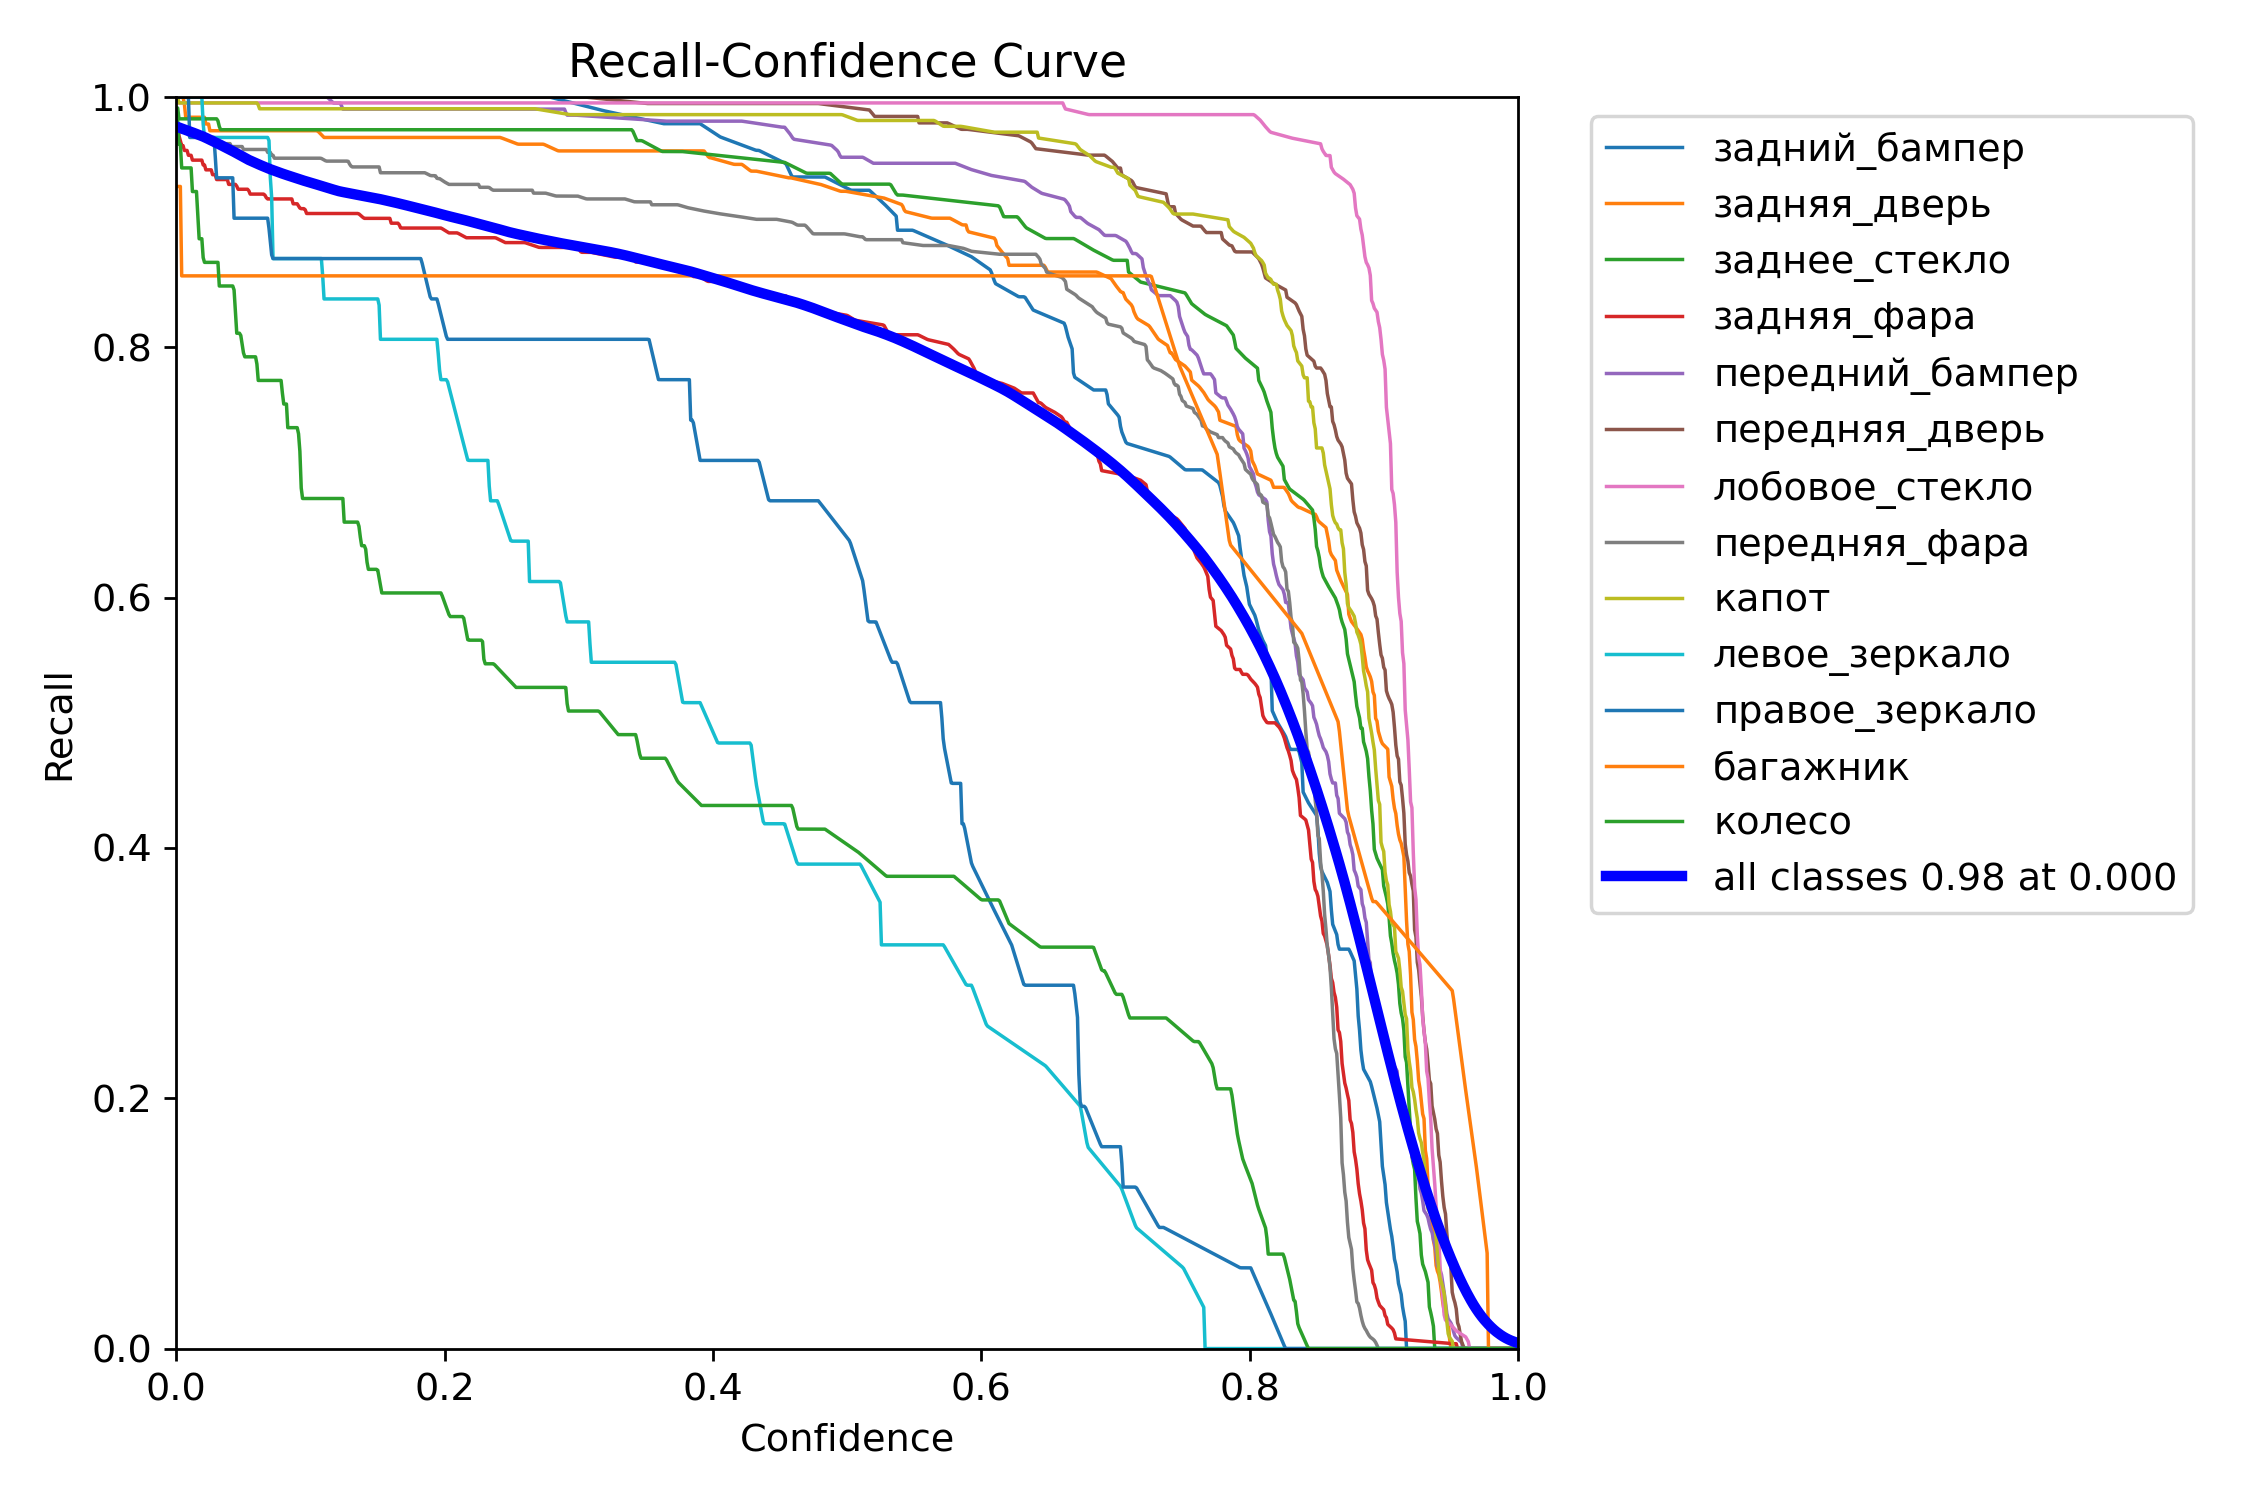 Recall-Confidence Curve
1.0
0.8
0.6
0.4
0.2
0.0
Recall
0.0 0.2 0.4 0.6 0.8 1.0
Confidence
задний_бампер
задняя_дверь
заднее_стекло
задняя_фара
передний_бампер
передняя_дверь
лобовое_стекло
передняя_фара
капот
левое_зеркало
правое_зеркало
багажник
колесо
all classes 0.98 at 0.000